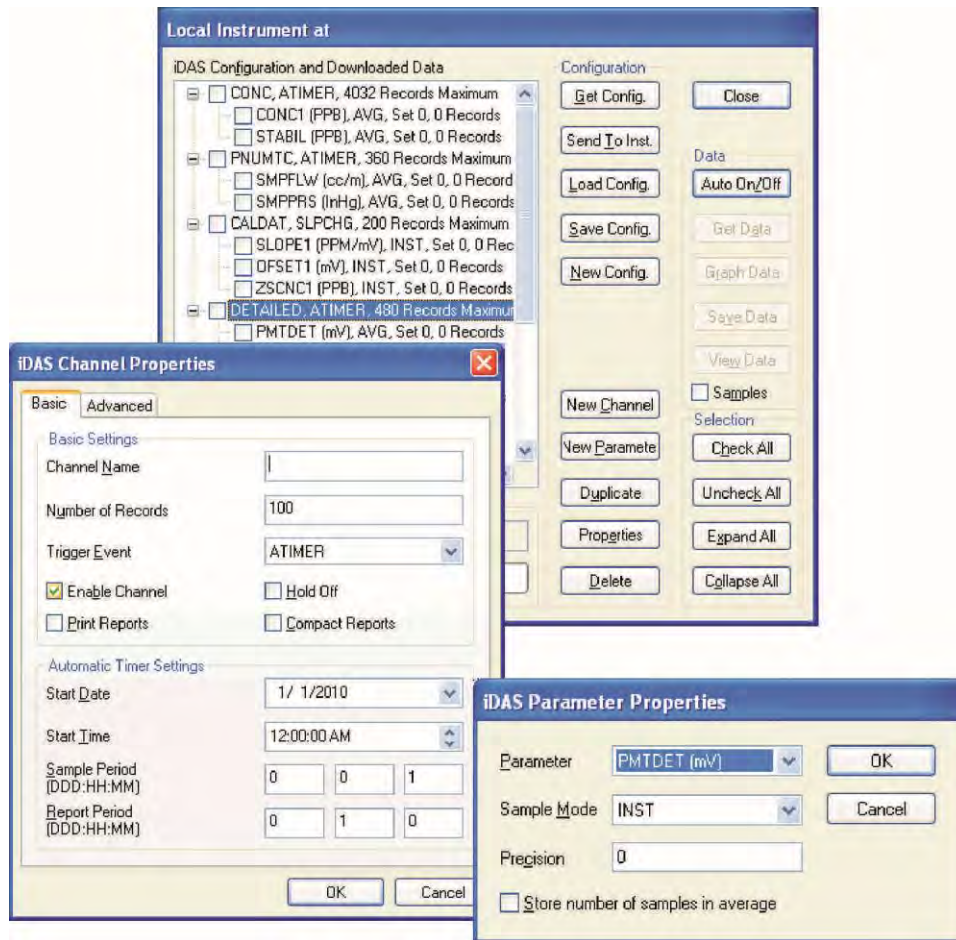 Local Instrument at
iDAS Configuration and Downloaded Data
CONC, ATIMER, 4032 Records Maximum
CONC1 (PPB), AVG, Set 0, 0 Records
STABIL (PPB), AVG, Set 0, 0 Records
PNUMTC, ATIMER, 360 Records Maximum
SMPFLW (cc/m), AVG, Set 0, 0 Record
SMPPRS (InHg), AVG, Set 0, 0 Records
CALDAT, SLPCHG, 200 Records Maximum
SLOPE1 (PPM/mV), INST, Set 0, 0 Rec
OFSET1 (mV), INST, Set 0, 0 Records
ZSCNC1 (PPB), INST, Set 0, 0 Records
DETAILED, ATIMER, 480 Records Maximum
PMTDET (mV), AVG, Set 0, 0 Records
Configuration
Get Config.
Send To Inst.
Load Config.
Save Config.
New Config.
New Channel
New Paramete
Duplicate
Properties
Delete
Close
Data
Auto On/Off
Get Data
Graph Data
Save Data
View Data
Samples
Selection
Check All
Uncheck All
Expand All
Collapse All
iDAS Channel Properties
Basic
Advanced
Basic Settings
Channel Name
Number of Records
100
Trigger Event
ATIMER
Enable Channel
Hold Off
Print Reports
Compact Reports
Automatic Timer Settings
Start Date
1/ 1/2010
Start Time
12:00:00 AM
Sample Period
(DDD:HH:MM)
0 0 1
Report Period
(DDD:HH:MM)
0 1 0
OK
Cancel
iDAS Parameter Properties
Parameter
PMTDET (mV)
OK
Sample Mode
INST
Cancel
Precision
0
Store number of samples in average